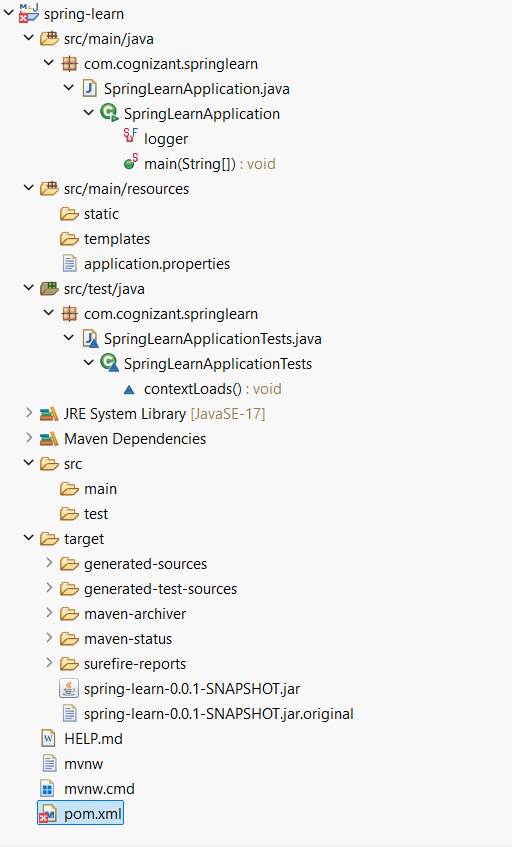 spring-learn
src/main/java
com.cognizant.springlearn
SpringLearnApplication.java
SpringLearnApplication
logger
main(String[]) : void
src/main/resources
static
templates
application.properties
src/test/java
com.cognizant.springlearn
SpringLearnApplicationTests.java
SpringLearnApplicationTests
contextLoads() : void
JRE System Library [JavaSE-17]
Maven Dependencies
src
main
test
target
generated-sources
generated-test-sources
maven-archiver
maven-status
surefire-reports
spring-learn-0.0.1-SNAPSHOT.jar
spring-learn-0.0.1-SNAPSHOT.jar.original
HELP.md
mvnw
mvnw.cmd
pom.xml